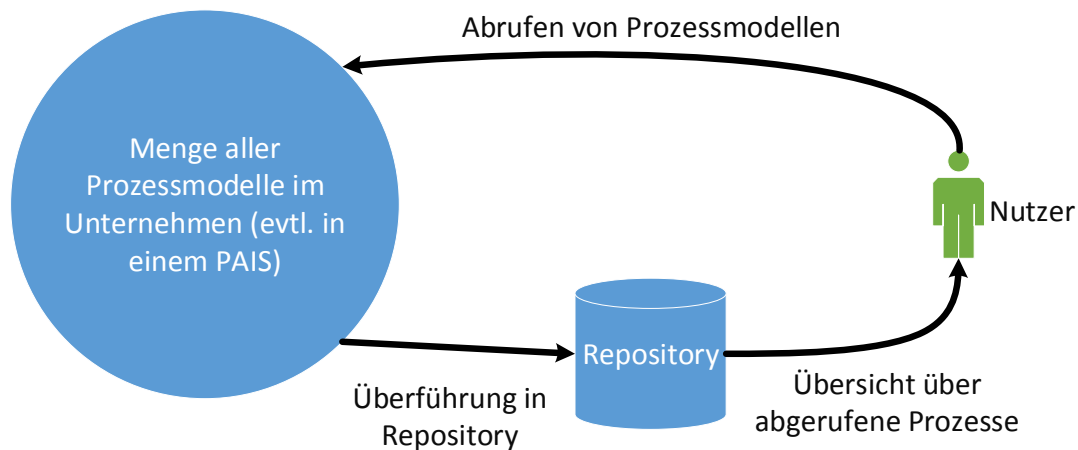 Abrufen von Prozessmodellen
Menge aller
Prozessmodelle im
Unternehmen (evtl. in
einem PAIS)
Nutzer
Repository
Überführung in
Repository
Übersicht über
abgerufene Prozesse